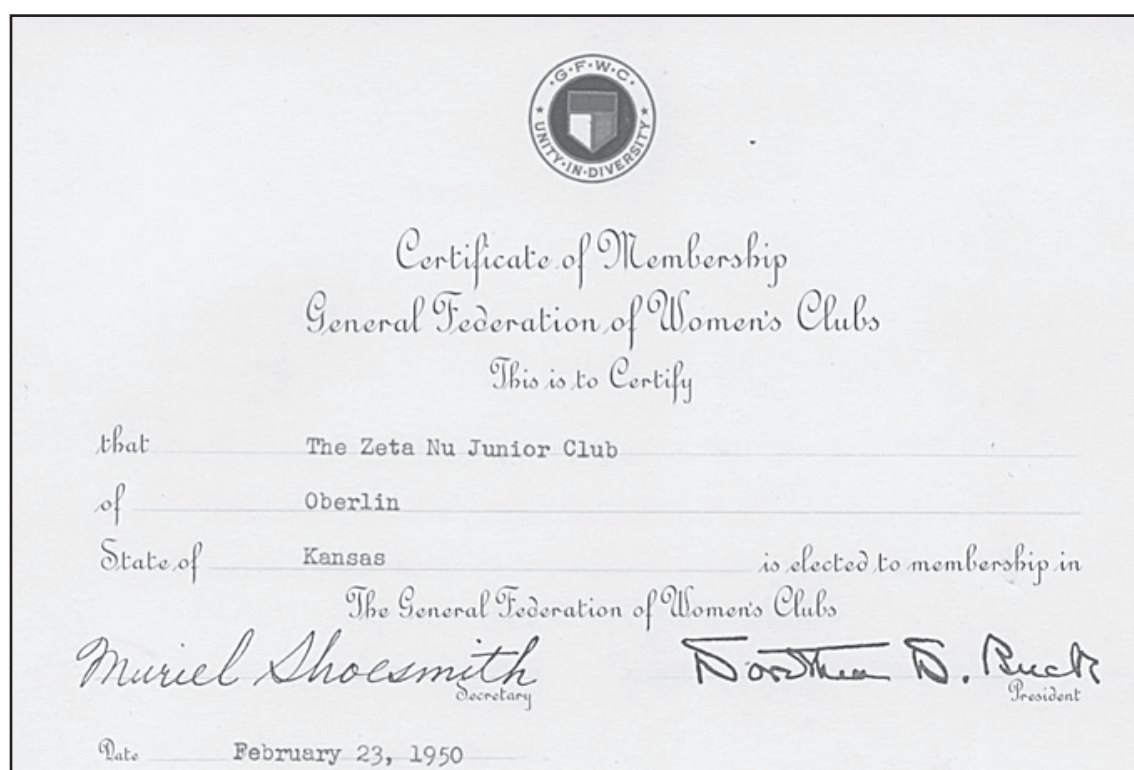 ·G·F·W·C·
★ UNITY·IN·DIVERSITY ★
Certificate of Membership
General Federation of Women's Clubs
This is to Certify
that The Zeta Nu Junior Club
of Oberlin
State of Kansas is elected to membership in
The General Federation of Women's Clubs
Muriel Shoesmith Dorothea D. Buck
Secretary President
Date February 23, 1950